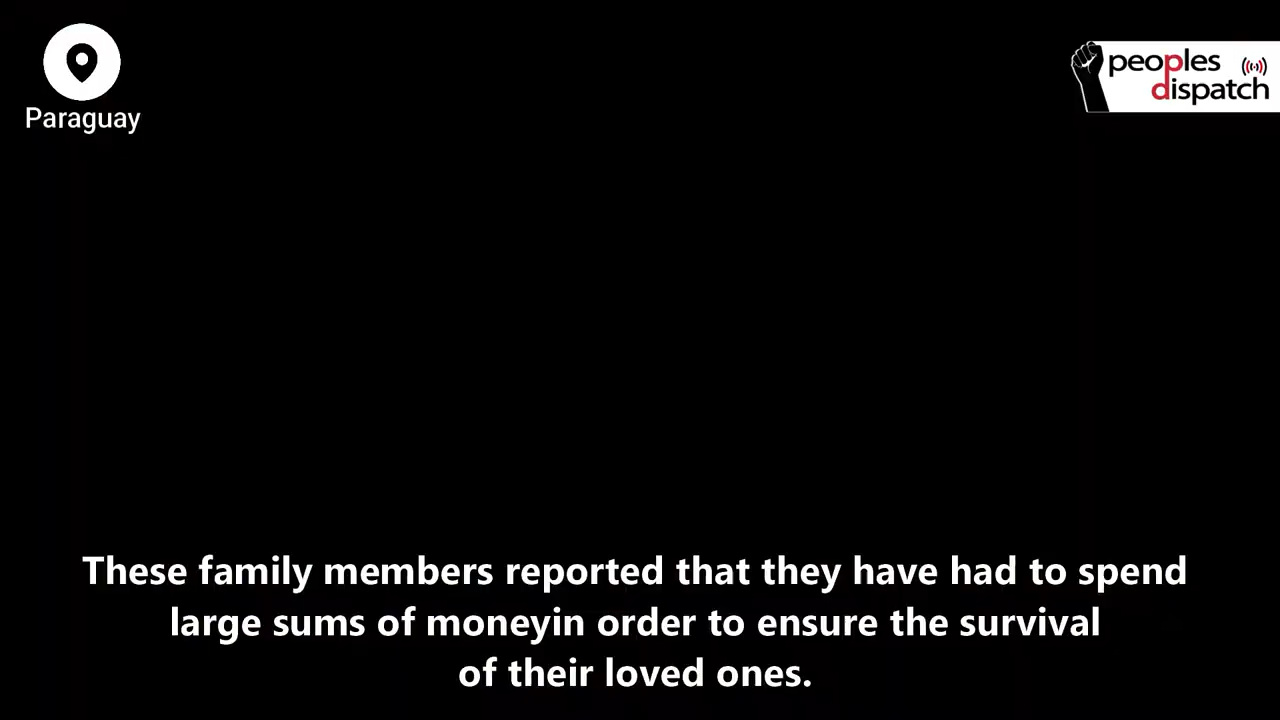 Paraguay
peoples
dispatch
These family members reported that they have had to spend
large sums of moneyin order to ensure the survival
of their loved ones.